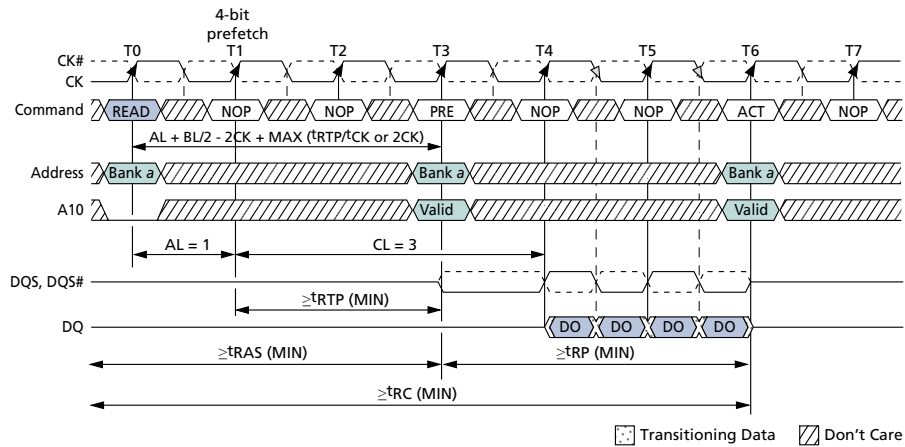 4-bit
prefetch
T0 T1 T2 T3 T4 T5 T6 T7
CK#
CK
Command READ NOP NOP PRE NOP NOP ACT NOP
AL + BL/2 - 2CK + MAX (tRTP/tCK or 2CK)
Address Bank a Bank a Bank a
A10 Valid Valid
AL = 1 CL = 3
DQS, DQS#
≥tRTP (MIN)
DQ DO DO DO DO
≥tRAS (MIN) ≥tRP (MIN)
≥tRC (MIN)
Transitioning Data Don't Care